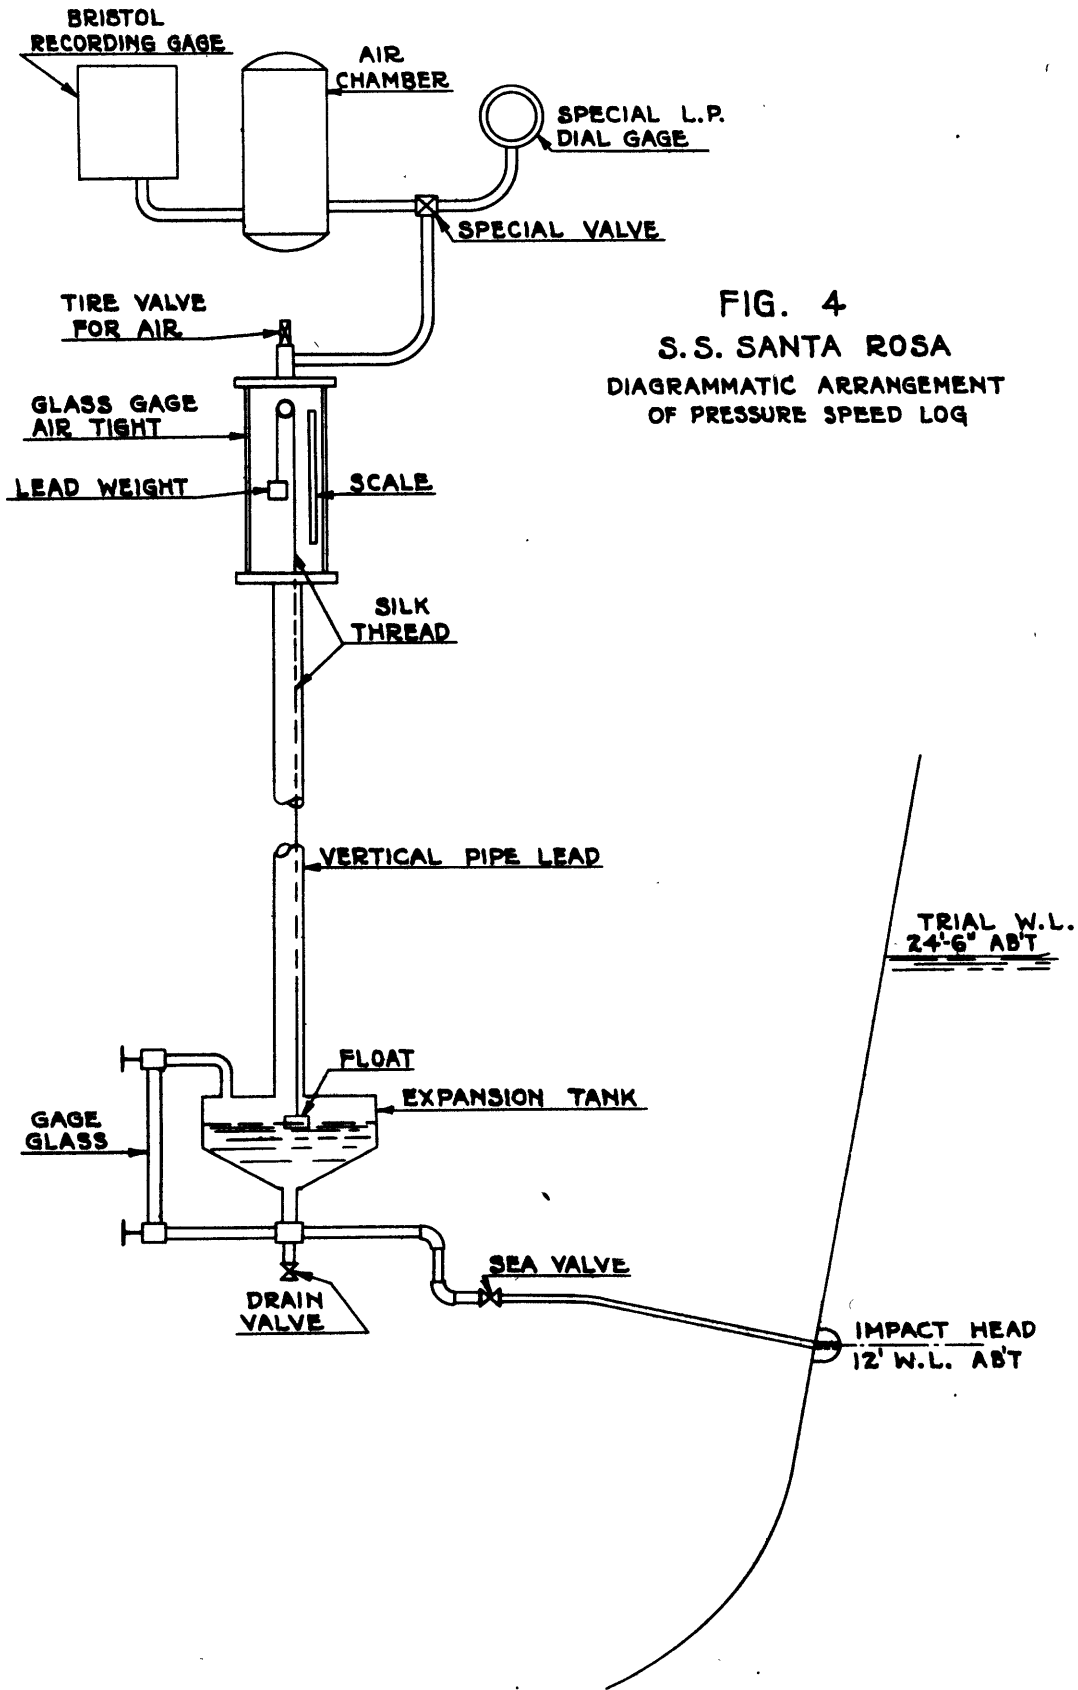 BRISTOL
RECORDING GAGE
AIR
CHAMBER
SPECIAL L.P.
DIAL GAGE
SPECIAL VALVE
TIRE VALVE
FOR AIR
FIG. 4
S.S. SANTA ROSA
DIAGRAMMATIC ARRANGEMENT
OF PRESSURE SPEED LOG
GLASS GAGE
AIR TIGHT
LEAD WEIGHT
SCALE
SILK
THREAD
VERTICAL PIPE LEAD
TRIAL W.L.
24'-6" AB'T
FLOAT
EXPANSION TANK
GAGE
GLASS
SEA VALVE
DRAIN
VALVE
IMPACT HEAD
12' W.L. AB'T